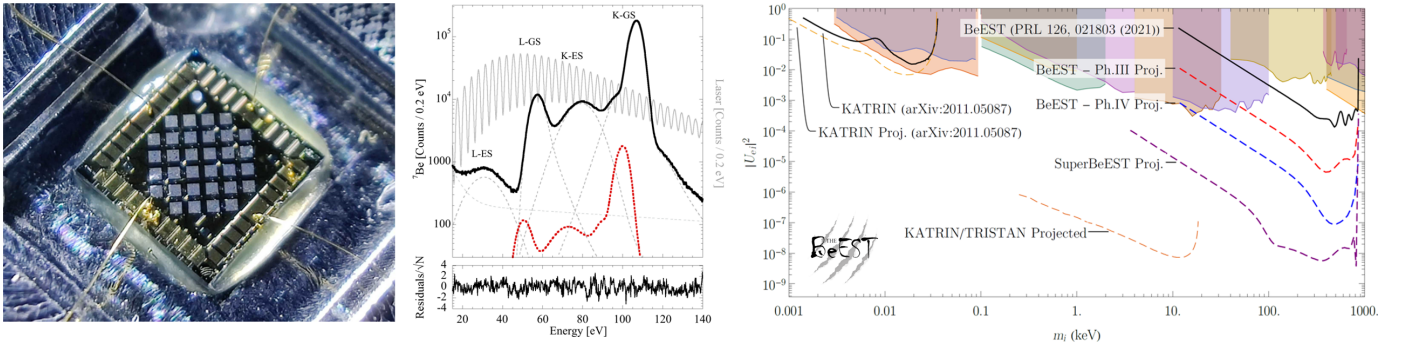 K-GS
10⁵
L-GS
K-ES
10⁴
L-ES
1000
100
⁷Be [Counts / 0.2 eV]
Laser [Counts / 0.2 eV]
4
2
0
-2
-4
Residuals/√N
20
40
60
80
100
120
140
Energy [eV]
10⁰
10⁻¹
10⁻²
10⁻³
10⁻⁴
10⁻⁵
10⁻⁶
10⁻⁷
10⁻⁸
10⁻⁹
|Uₑᵢ|²
BeEST (PRL 126, 021803 (2021))
BeEST – Ph.III Proj.
BeEST – Ph.IV Proj.
KATRIN (arXiv:2011.05087)
KATRIN Proj. (arXiv:2011.05087)
SuperBeEST Proj.
KATRIN/TRISTAN Projected
THE
BeEST
0.001
0.01
0.1
1.0
10
100
1000.
mᵢ (keV)